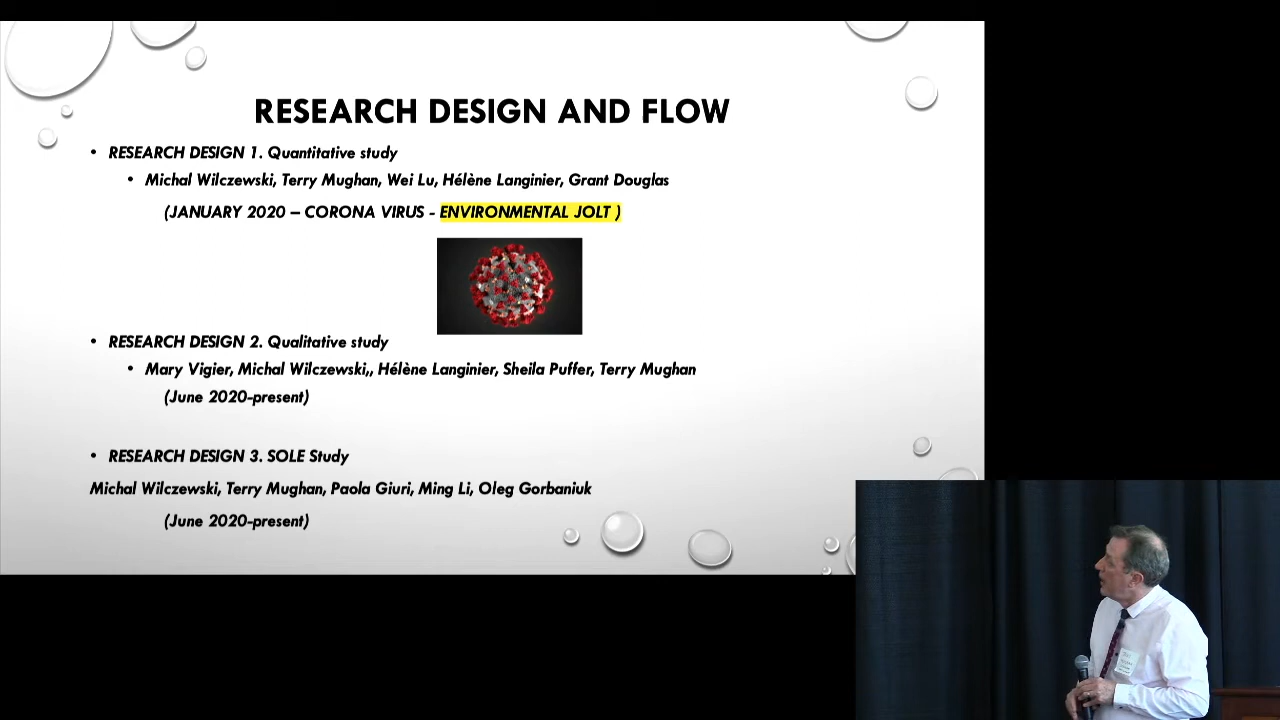 RESEARCH DESIGN AND FLOW
• RESEARCH DESIGN 1. Quantitative study
• Michal Wilczewski, Terry Mughan, Wei Lu, Hélène Langinier, Grant Douglas
(JANUARY 2020 – CORONA VIRUS - ENVIRONMENTAL JOLT )
• RESEARCH DESIGN 2. Qualitative study
• Mary Vigier, Michal Wilczewski,, Hélène Langinier, Sheila Puffer, Terry Mughan
(June 2020-present)
• RESEARCH DESIGN 3. SOLE Study
Michal Wilczewski, Terry Mughan, Paola Giuri, Ming Li, Oleg Gorbaniuk
(June 2020-present)